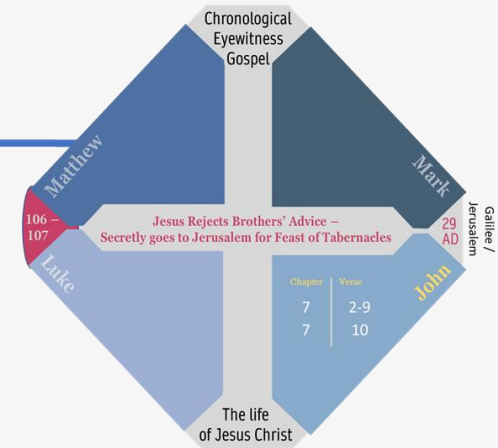 Chronological
Eyewitness
Gospel
Matthew
Mark
106 –
107
Jesus Rejects Brothers' Advice –
Secretly goes to Jerusalem for Feast of Tabernacles
29
AD
Galilee /
Jerusalem
Luke
John
Chapter Verse
7 2-9
7 10
The life
of Jesus Christ